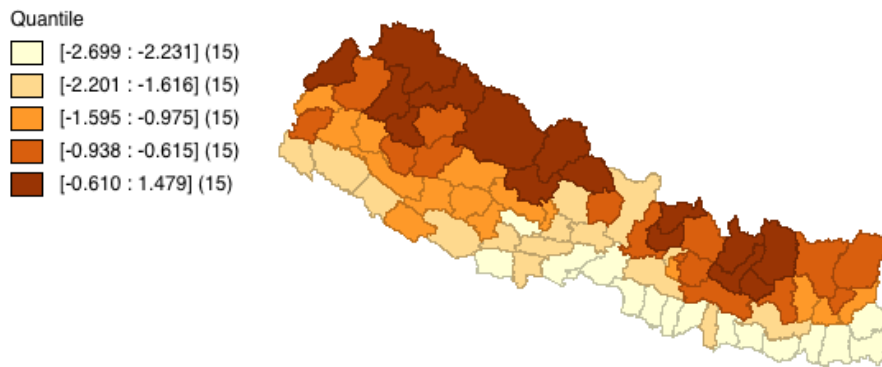 Quantile
[-2.699 : -2.231] (15)
[-2.201 : -1.616] (15)
[-1.595 : -0.975] (15)
[-0.938 : -0.615] (15)
[-0.610 : 1.479] (15)